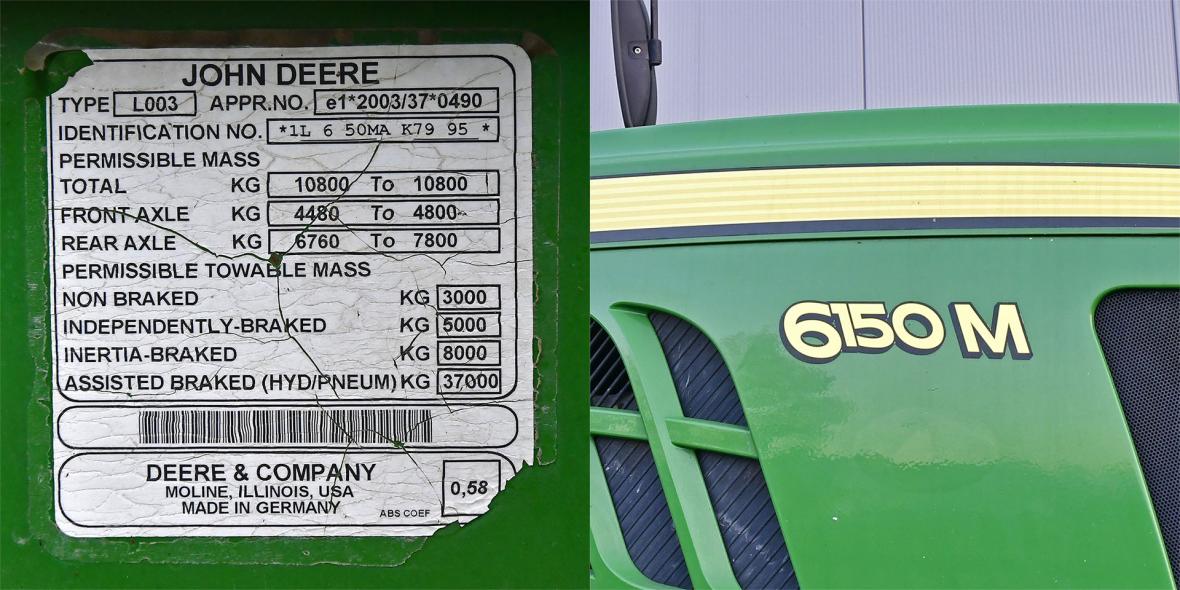 JOHN DEERE
TYPE L003 APPR.NO. e1*2003/37*0490
IDENTIFICATION NO. *1L 6 50MA K79 95 *
PERMISSIBLE MASS
TOTAL KG 10800 To 10800
FRONT AXLE KG 4480 To 4800
REAR AXLE KG 6760 To 7800
PERMISSIBLE TOWABLE MASS
NON BRAKED KG 3000
INDEPENDENTLY-BRAKED KG 5000
INERTIA-BRAKED KG 8000
ASSISTED BRAKED (HYD/PNEUM) KG 37000
DEERE & COMPANY
MOLINE, ILLINOIS, USA
MADE IN GERMANY
ABS COEF 0,58
6150 M